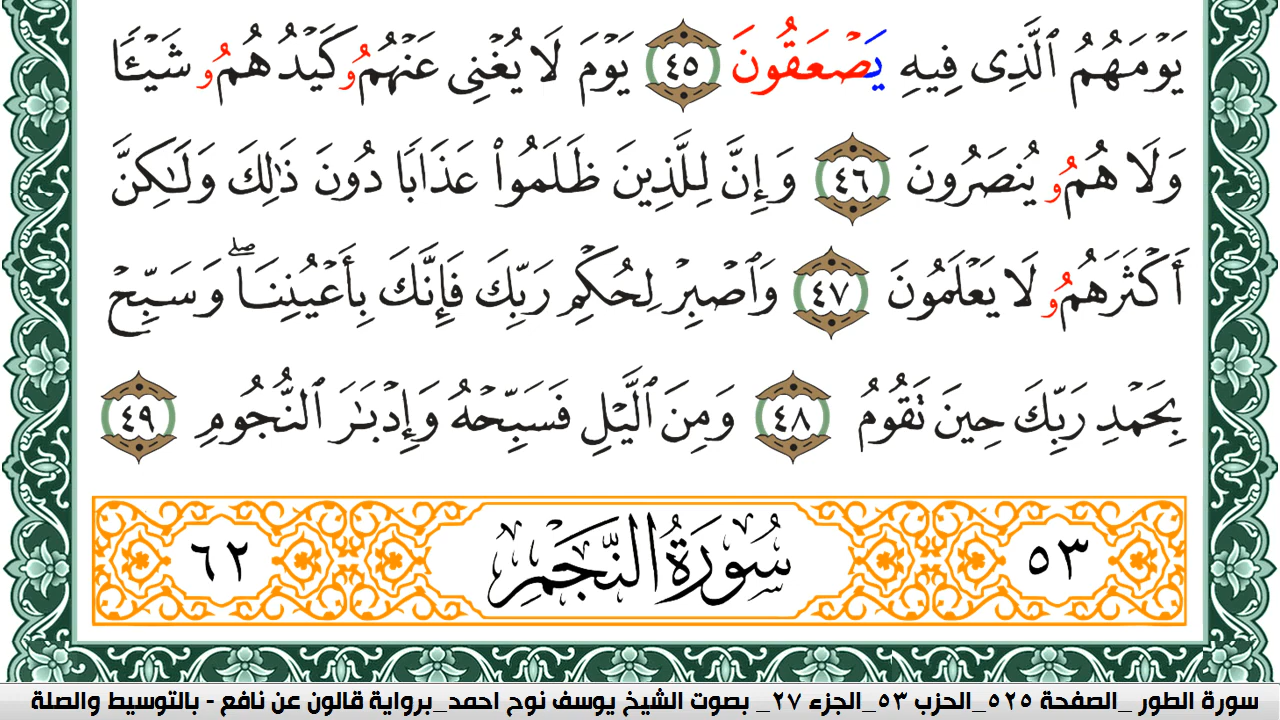 يَوْمَهُمُ ٱلَّذِى فِيهِ يَصْعَقُونَ ٤٥ يَوْمَ لَا يُغْنِى عَنْهُمُۥ كَيْدُهُمُۥ شَيْـًٔا
وَلَا هُمُۥ يُنصَرُونَ ٤٦ وَإِنَّ لِلَّذِينَ ظَلَمُوا۟ عَذَابًا دُونَ ذَٰلِكَ وَلَٰكِنَّ
أَكْثَرَهُمُۥ لَا يَعْلَمُونَ ٤٧ وَٱصْبِرْ لِحُكْمِ رَبِّكَ فَإِنَّكَ بِأَعْيُنِنَاۖ وَسَبِّحْ
بِحَمْدِ رَبِّكَ حِينَ تَقُومُ ٤٨ وَمِنَ ٱلَّيْلِ فَسَبِّحْهُ وَإِدْبَٰرَ ٱلنُّجُومِ ٤٩
٥٣ سُورَةُ النَّجْمِ ٦٢
سورة الطور _الصفحة ٥٢٥_الحزب ٥٣_الجزء ٢٧_ بصوت الشيخ يوسف نوح احمد_برواية قالون عن نافع - بالتوسيط والصلة